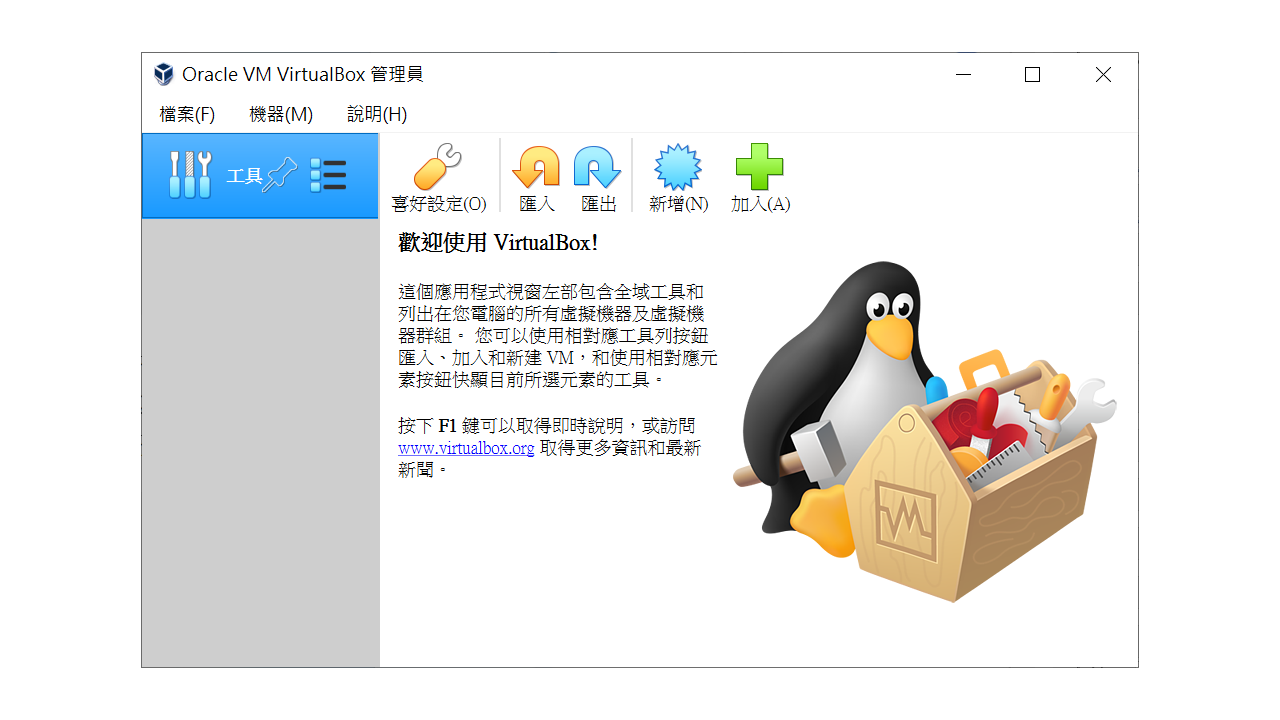 Oracle VM VirtualBox 管理員
檔案(F) 機器(M) 說明(H)
工具
喜好設定(O) 匯入 匯出 新增(N) 加入(A)
歡迎使用 VirtualBox!
這個應用程式視窗左部包含全域工具和
列出在您電腦的所有虛擬機器及虛擬機
器群組。 您可以使用相對應工具列按鈕
匯入、加入和新建 VM，和使用相對應元
素按鈕快顯目前所選元素的工具。
按下 F1 鍵可以取得即時說明，或訪問
www.virtualbox.org 取得更多資訊和最新
新聞。